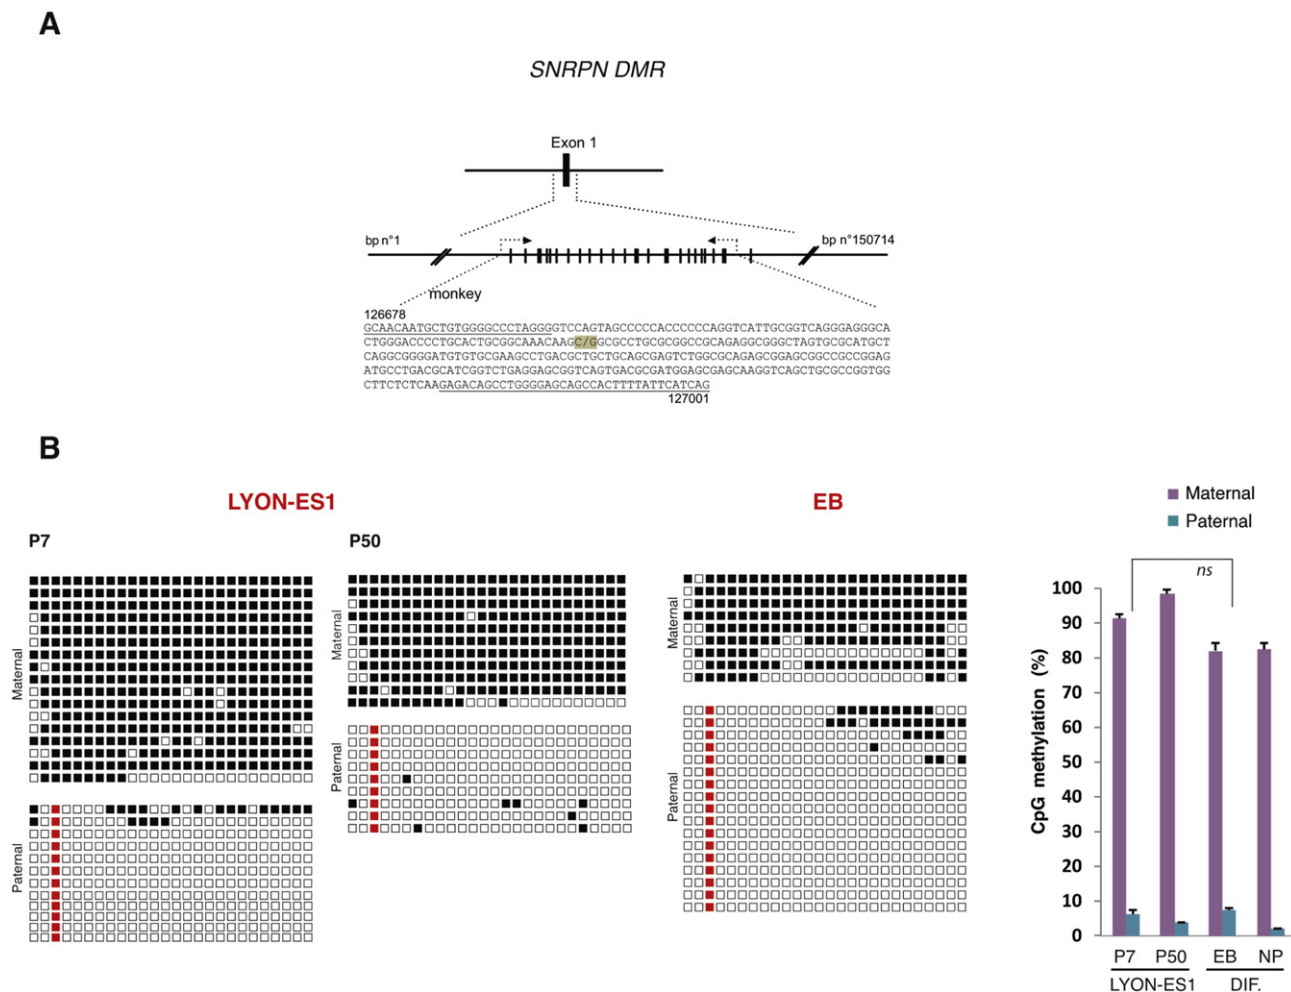 A
SNRPN DMR
Exon 1
bp n°1
bp n°150714
monkey
126678
GCAACAATGCTGTGGGGCCCTAGGGGTCCAGTAGCCCCCACCCCCCAGGTCATTGCGGTCAGGGAGGGCA
CTGGGACCCCTGCACTGCGGCAAACAAGC/GGCGCCTGCGCGGCCGCAGAGGCGGGCTAGTGCGCATGCT
CAGGCGGGGATGTGTGCGAAGCCTGACGCTGCTGCAGCGAGTCTGGCGCAGAGCGGAGCGGCCGCCGGAG
ATGCCTGACGCATCGGTCTGAGGAGCGGTCAGTGACGCGATGGAGCGAGCAAGGTCAGCTGCGCCGGTGG
CTTCTCTCAAGAGACAGCCTGGGGAGCAGCCACTTTTATTCATCAG
127001
B
LYON-ES1
EB
P7
P50
Maternal
Paternal
Maternal
Paternal
Maternal
Paternal
Maternal
Paternal
ns
CpG methylation (%)
100
90
80
70
60
50
40
30
20
10
0
P7 P50 EB NP
LYON-ES1 DIF.